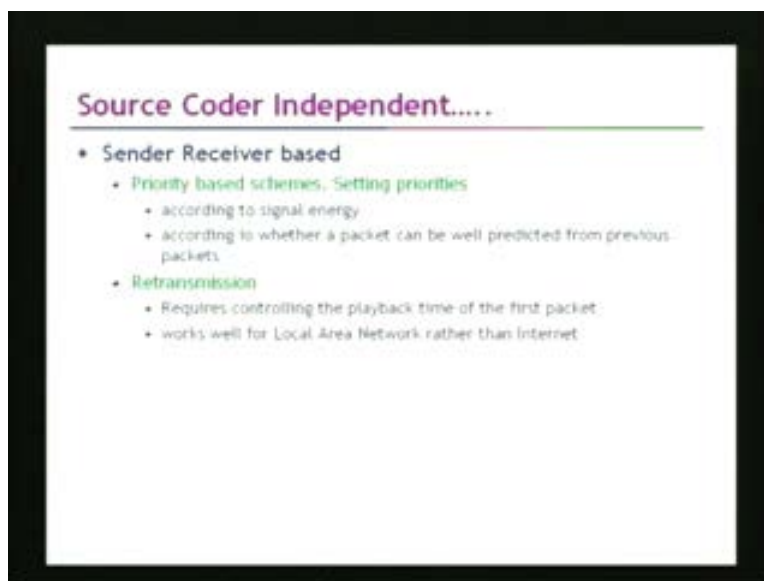 Source Coder Independent.....
• Sender Receiver based
• Priority based schemes. Setting priorities
• according to signal energy
• according to whether a packet can be well predicted from previous
packets
• Retransmission
• Requires controlling the playback time of the first packet
• works well for Local Area Network rather than Internet